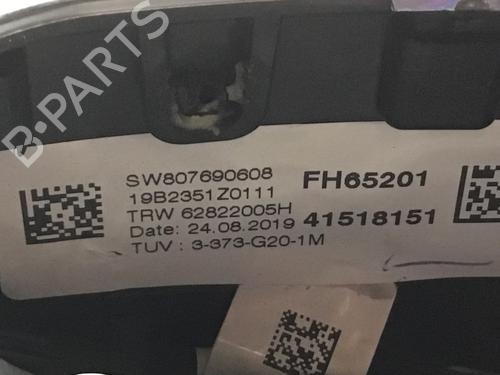 B-PARTS
SW807690608
19B2351Z0111
TRW 62822005H
Date: 24.08.2019
TUV : 3-373-G20-1M
FH65201
41518151